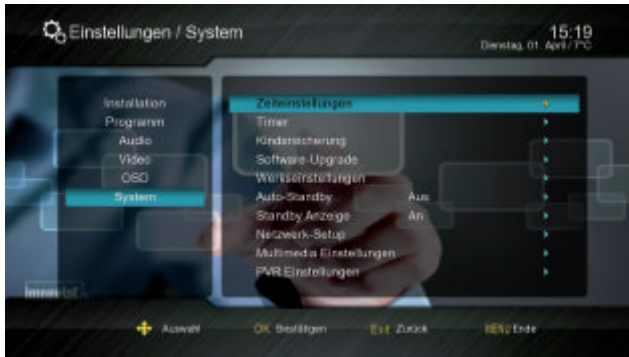 Einstellungen / System
15:19
Dienstag, 01. April / 7°C
Installation
Programm
Audio
Video
OSD
System
Zeiteinstellungen
Timer
Kindersicherung
Software-Upgrade
Werkseinstellungen
Auto-Standby Aus
Standby Anzeige An
Netzwerk-Setup
Multimedia Einstellungen
PVR Einstellungen
Auswahl
OK Bestätigen
Exit Zurück
MENU Ende